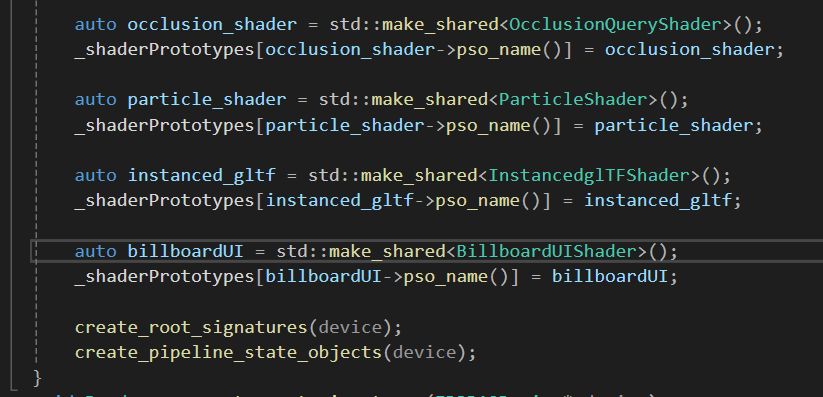 auto occlusion_shader = std::make_shared<OcclusionQueryShader>();
_shaderPrototypes[occlusion_shader->pso_name()] = occlusion_shader;
auto particle_shader = std::make_shared<ParticleShader>();
_shaderPrototypes[particle_shader->pso_name()] = particle_shader;
auto instanced_gltf = std::make_shared<InstancedglTFShader>();
_shaderPrototypes[instanced_gltf->pso_name()] = instanced_gltf;
auto billboardUI = std::make_shared<BillboardUIShader>();
_shaderPrototypes[billboardUI->pso_name()] = billboardUI;
create_root_signatures(device);
create_pipeline_state_objects(device);
}